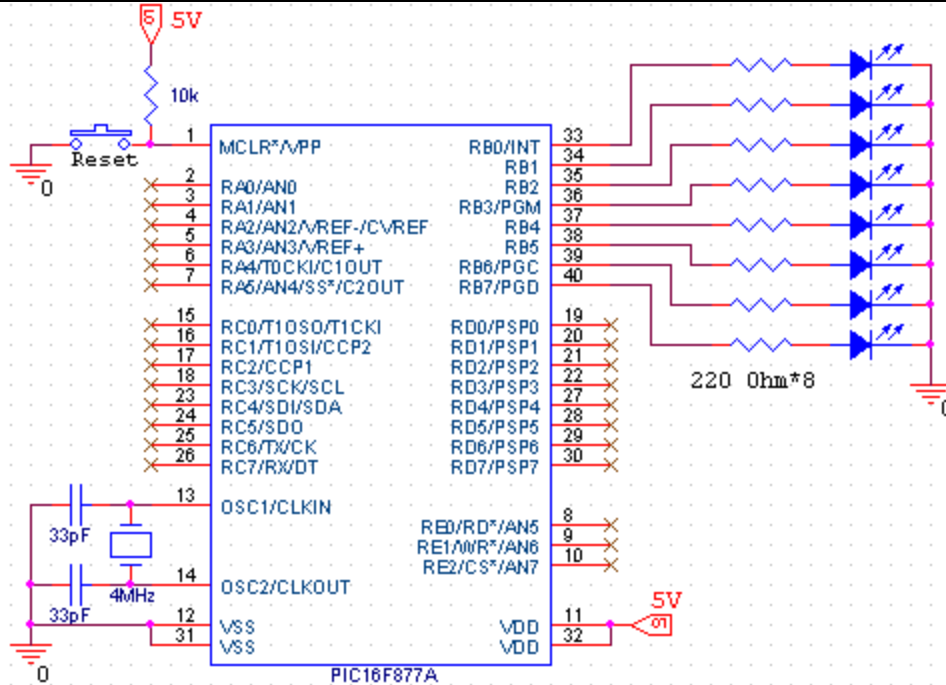 5V
10k
Reset
0
1
MCLR*/VPP
2
RA0/AN0
3
RA1/AN1
4
RA2/AN2/VREF-/CVREF
5
RA3/AN3/VREF+
6
RA4/T0CKI/C1OUT
7
RA5/AN4/SS*/C2OUT
15
RC0/T1OSO/T1CKI
16
RC1/T1OSI/CCP2
17
RC2/CCP1
18
RC3/SCK/SCL
23
RC4/SDI/SDA
24
RC5/SDO
25
RC6/TX/CK
26
RC7/RX/DT
13
OSC1/CLKIN
33pF
14
OSC2/CLKOUT
4MHz
33pF
12
VSS
31
VSS
0
33
RB0/INT
34
RB1
35
RB2
36
RB3/PGM
37
RB4
38
RB5
39
RB6/PGC
40
RB7/PGD
220 Ohm*8
0
19
RD0/PSP0
20
RD1/PSP1
21
RD2/PSP2
22
RD3/PSP3
27
RD4/PSP4
28
RD5/PSP5
29
RD6/PSP6
30
RD7/PSP7
8
RE0/RD*/AN5
9
RE1/WR*/AN6
10
RE2/CS*/AN7
5V
11
VDD
32
VDD
PIC16F877A